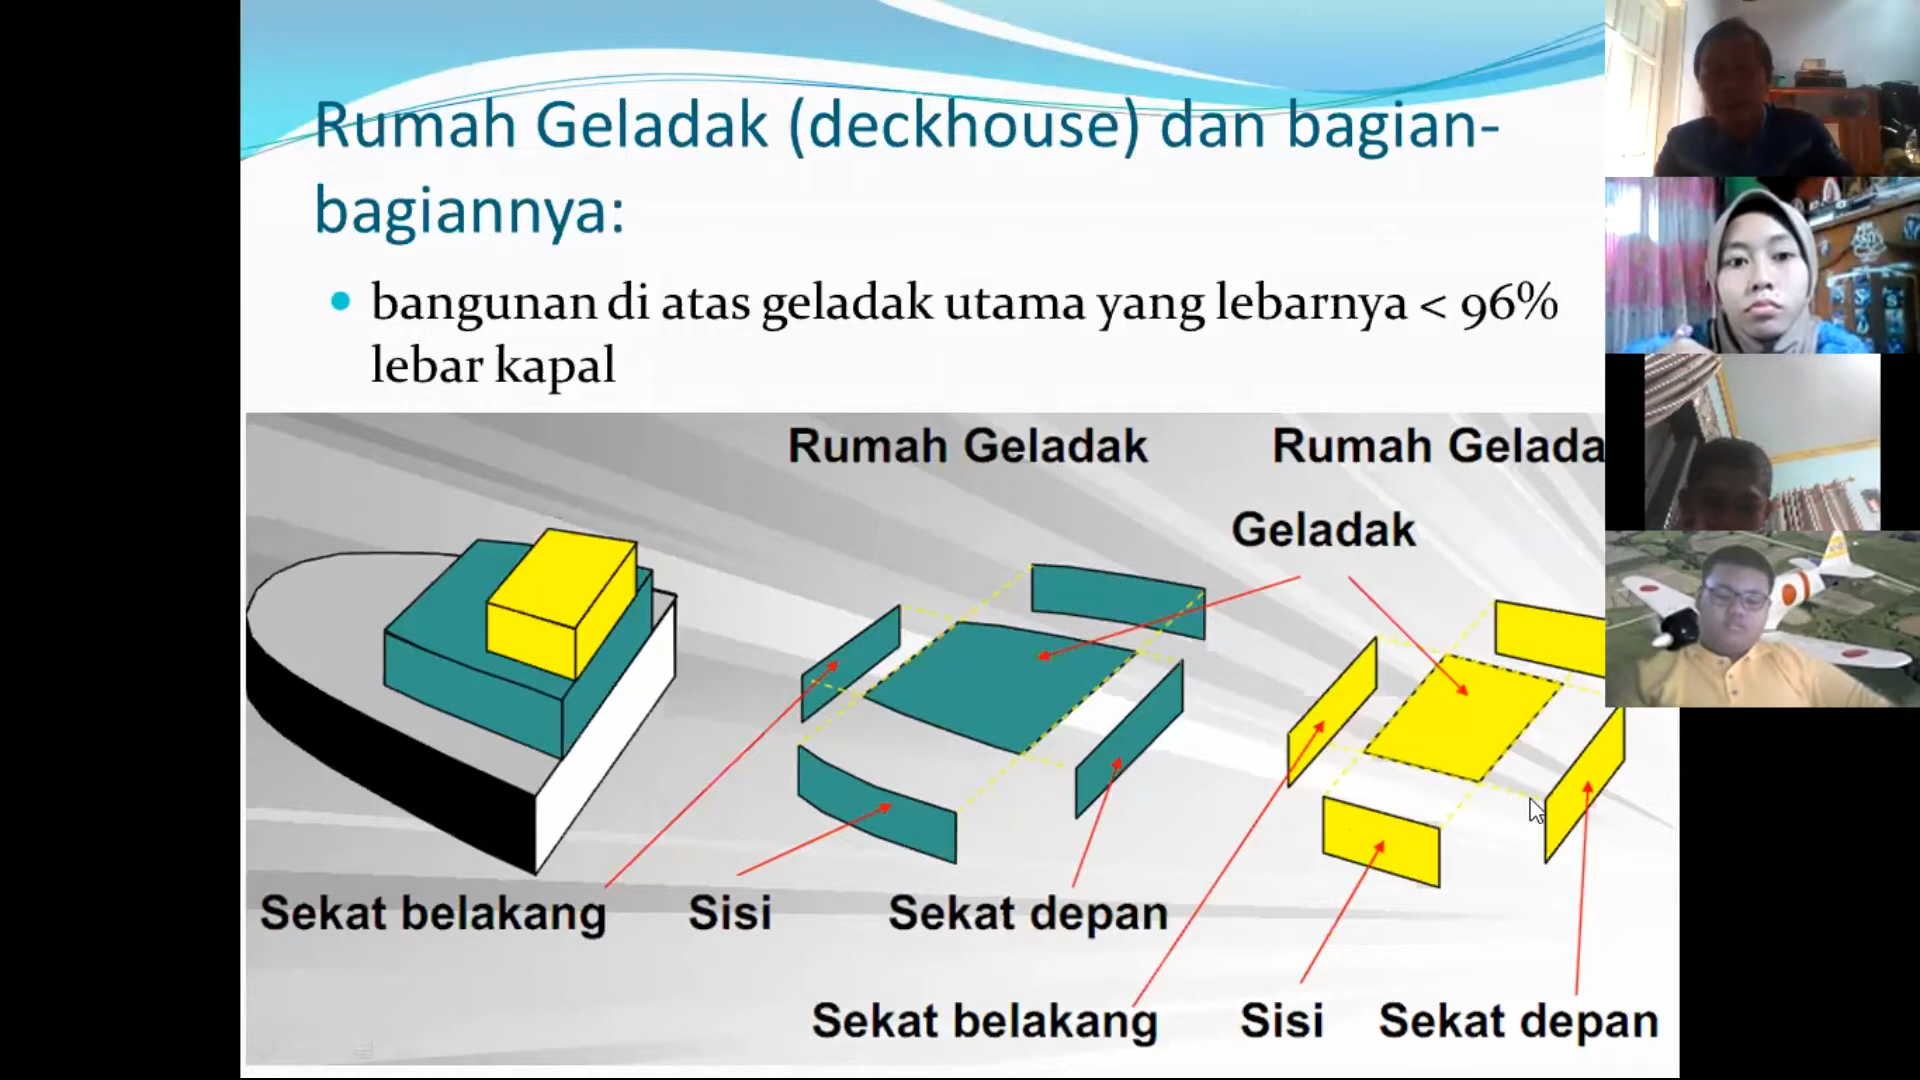 Rumah Geladak (deckhouse) dan bagian-
bagiannya:
bangunan di atas geladak utama yang lebarnya < 96%
lebar kapal
Rumah Geladak
Rumah Gelada
Geladak
Sekat belakang
Sisi
Sekat depan
Sekat belakang
Sisi
Sekat depan